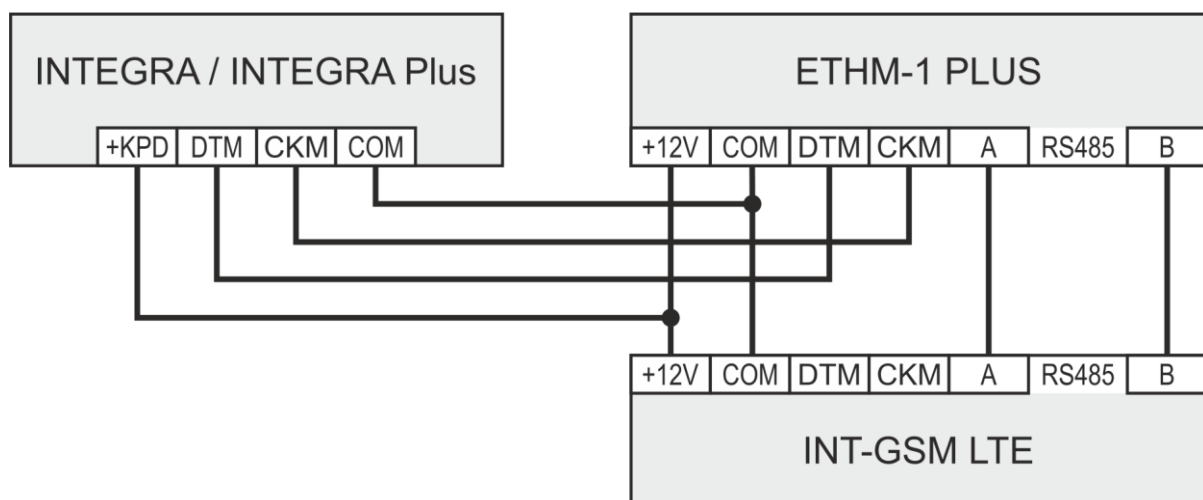 INTEGRA / INTEGRA Plus
+KPD DTM CKM COM
ETHM-1 PLUS
+12V COM DTM CKM A RS485 B
+12V COM DTM CKM A RS485 B
INT-GSM LTE